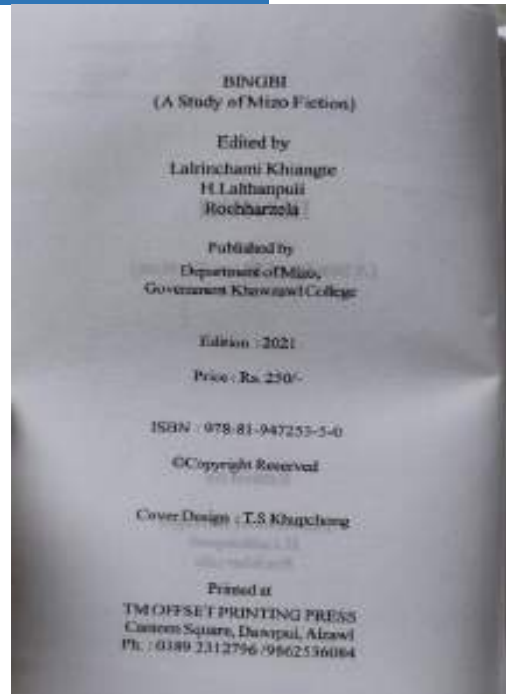 BINGBI
(A Study of Mizo Fiction)
Edited by
Lalrinchami Khiangte
H.Lalthanpuii
Rochharzela
Published by
Department of Mizo,
Government Khawzawl College
Edition : 2021
Price : Rs. 250/-
ISBN : 978-81-947253-5-0
©Copyright Reserved
Cover Design : T.S Khupchong
Printed at
TM OFFSET PRINTING PRESS
Square, Dawrpui, Aizawl
Ph. : 0389 2312796 /9862536084